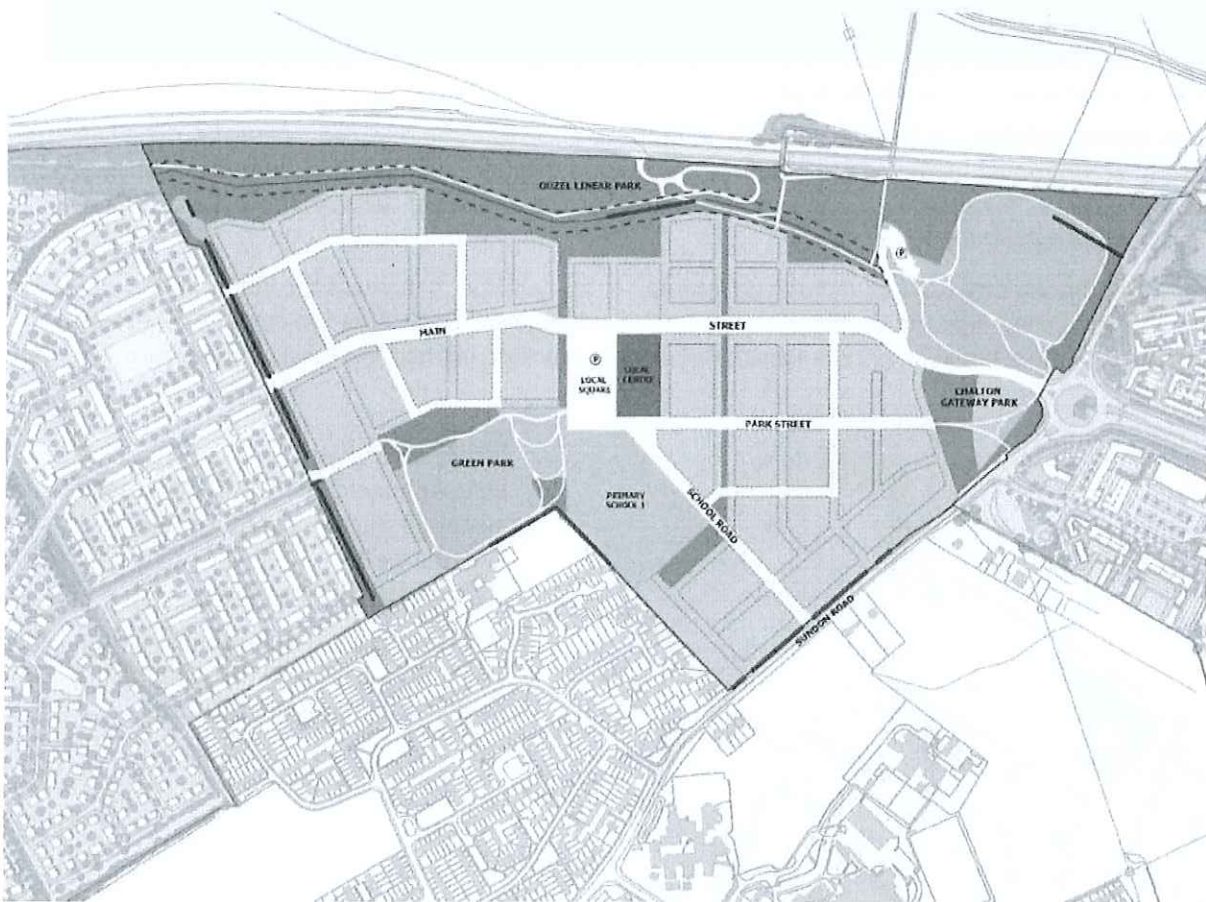 OUZEL LINEAR PARK
P
MAIN
STREET
P
LOCAL
SQUARE
LOCAL
CENTRE
CHALTON
GATEWAY PARK
PARK STREET
GREEN PARK
PRIMARY
SCHOOL 1
SCHOOL ROAD
SUNDON ROAD